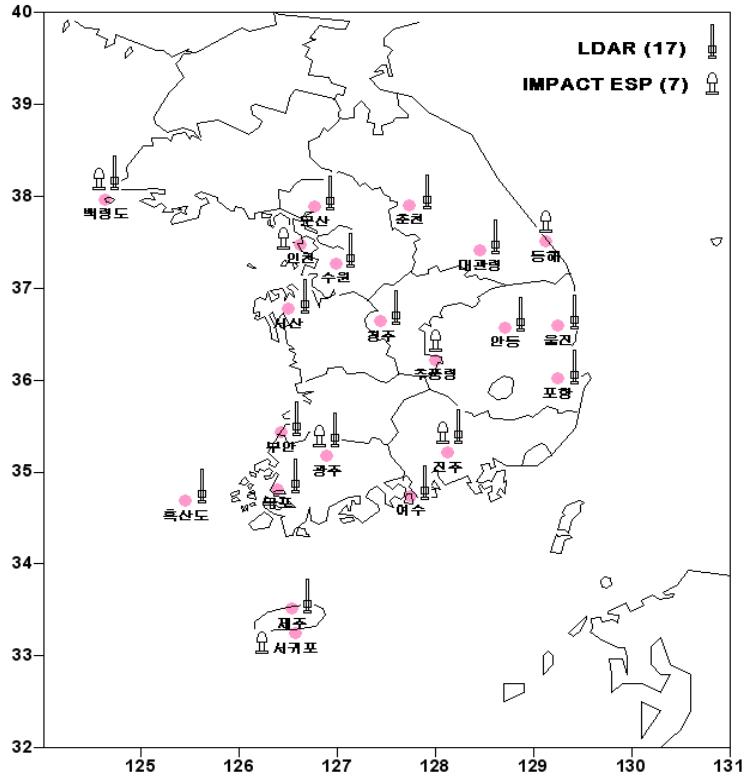 40
LDAR (17)
IMPACT ESP (7)
39
38
백령도
문산
춘천
인천
수원
대관령
동해
37
서산
청주
안동
울진
추풍령
36
포항
부안
광주
진주
35
흑산도
목포
여수
34
제주
서귀포
33
32
125
126
127
128
129
130
131